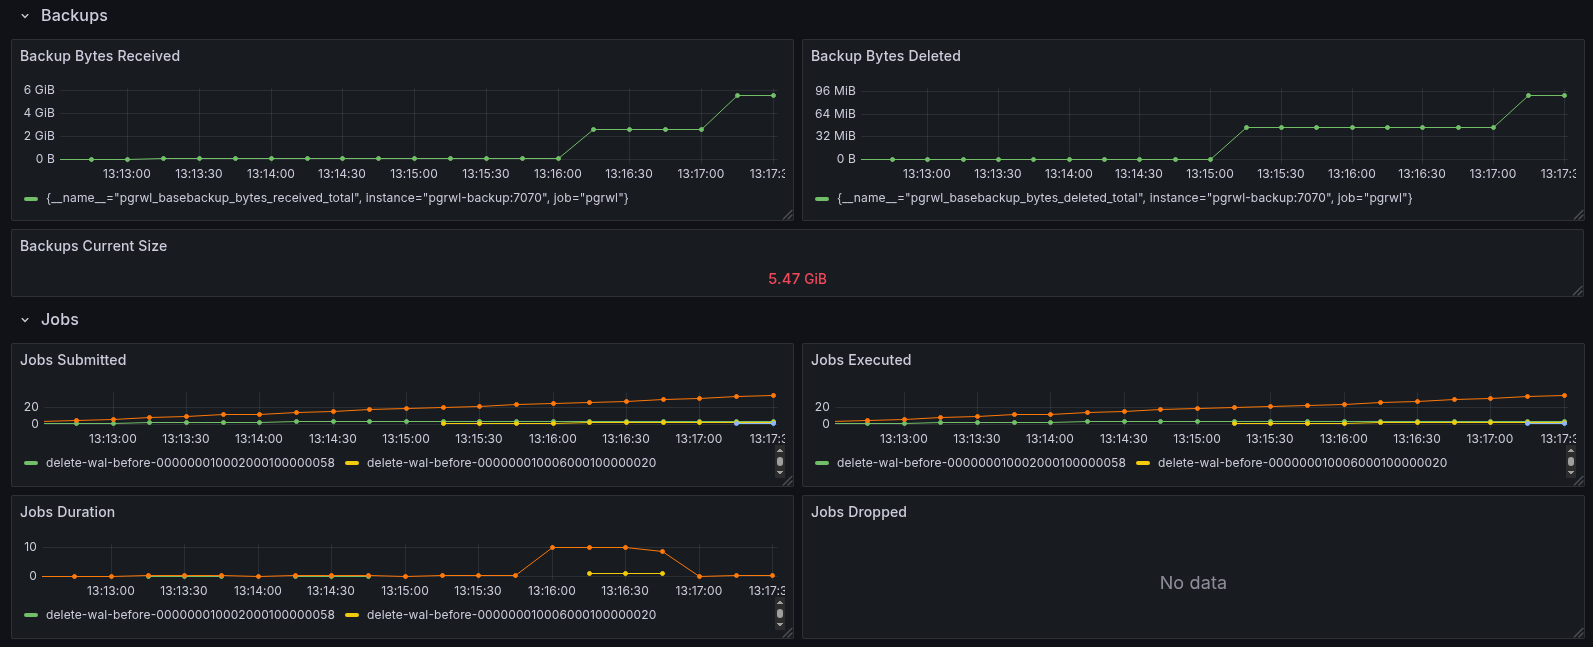 Backups
Backup Bytes Received
6 GiB
4 GiB
2 GiB
0 B
13:13:00 13:13:30 13:14:00 13:14:30 13:15:00 13:15:30 13:16:00 13:16:30 13:17:00 13:17:3
{__name__="pgrwl_basebackup_bytes_received_total", instance="pgrwl-backup:7070", job="pgrwl"}
Backup Bytes Deleted
96 MiB
64 MiB
32 MiB
0 B
13:13:00 13:13:30 13:14:00 13:14:30 13:15:00 13:15:30 13:16:00 13:16:30 13:17:00 13:17:3
{__name__="pgrwl_basebackup_bytes_deleted_total", instance="pgrwl-backup:7070", job="pgrwl"}
Backups Current Size
5.47 GiB
Jobs
Jobs Submitted
20
0
13:13:00 13:13:30 13:14:00 13:14:30 13:15:00 13:15:30 13:16:00 13:16:30 13:17:00 13:17:3
delete-wal-before-000000010002000100000058 delete-wal-before-000000010006000100000020
Jobs Executed
20
0
13:13:00 13:13:30 13:14:00 13:14:30 13:15:00 13:15:30 13:16:00 13:16:30 13:17:00 13:17:3
delete-wal-before-000000010002000100000058 delete-wal-before-000000010006000100000020
Jobs Duration
10
0
13:13:00 13:13:30 13:14:00 13:14:30 13:15:00 13:15:30 13:16:00 13:16:30 13:17:00 13:17:3
delete-wal-before-000000010002000100000058 delete-wal-before-000000010006000100000020
Jobs Dropped
No data